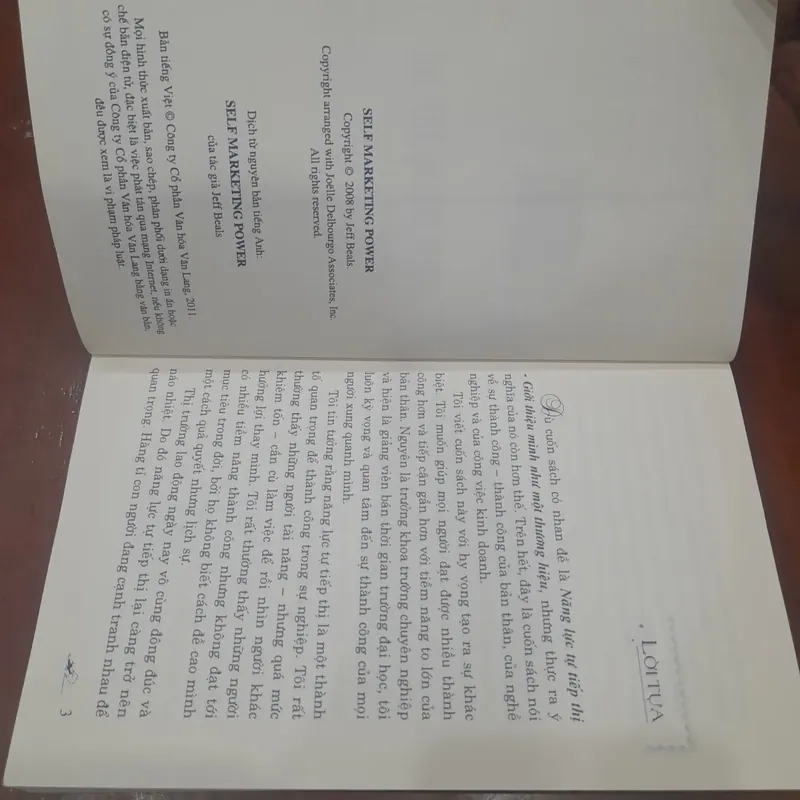 SELF MARKETING POWER
Copyright © 2008 by Jeff Beals
Copyright arranged with Joëlle Delbourgo Associates, Inc.
All rights reserved.
Dịch từ nguyên bản tiếng Anh:
SELF MARKETING POWER
của tác giả Jeff Beals
Bản tiếng Việt © Công ty Cổ phần Văn hóa Văn Lang, 2011.
Mọi hình thức xuất bản, sao chép, phân phối dưới dạng in ấn hoặc
chế bản điện tử, đặc biệt là việc phát tán qua mạng Internet, nếu không
có sự đồng ý của Công ty Cổ phần Văn hóa Văn Lang bằng văn bản,
đều được xem là vi phạm pháp luật.
LỜI TỰA
Dù cuốn sách có nhan đề là Năng lực tự tiếp thị
- Giới thiệu mình như một thương hiệu, nhưng thực ra ý
nghĩa của nó còn hơn thế. Trên hết, đây là cuốn sách nói
về sự thành công – thành công của bản thân, của nghề
nghiệp và của công việc kinh doanh.
Tôi viết cuốn sách này với hy vọng tạo ra sự khác
biệt. Tôi muốn giúp mọi người đạt được nhiều thành
công hơn và tiếp cận gần hơn với tiềm năng to lớn của
bản thân. Nguyên là trưởng khoa trường chuyên nghiệp
và hiện là giảng viên bán thời gian trường đại học, tôi
luôn kỳ vọng và quan tâm đến sự thành công của mọi
người xung quanh mình.
Tôi tin tưởng rằng năng lực tự tiếp thị là một thành
tố quan trọng để thành công trong sự nghiệp. Tôi rất
thường thấy những người tài năng – nhưng quá mức
khiêm tốn – cần cù làm việc để rồi nhìn người khác
hưởng lợi thay mình. Tôi rất thường thấy những người
có nhiều tiềm năng thành công nhưng không đạt tới
mục tiêu trong đời, bởi họ không biết cách đề cao mình
một cách quả quyết nhưng lịch sự.
Thị trường lao động ngày nay vô cùng đông đúc và
náo nhiệt. Do đó năng lực tự tiếp thị lại càng trở nên
quan trọng. Hàng tỉ con người đang cạnh tranh nhau để
3